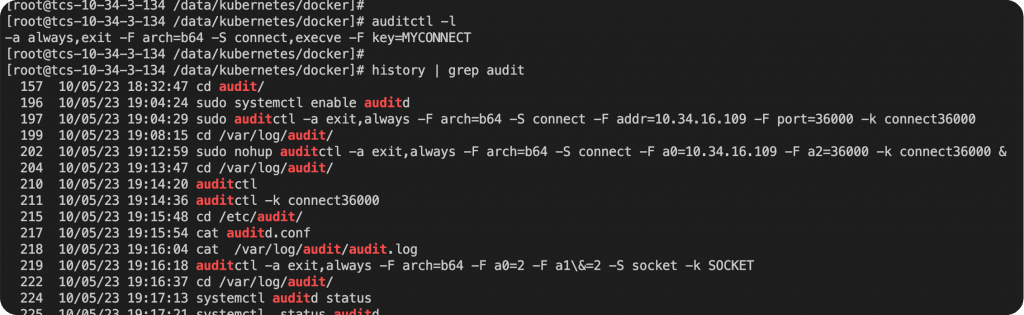 [root@tcs-10-34-3-134 /data/kubernetes/docker]#
[root@tcs-10-34-3-134 /data/kubernetes/docker]# auditctl -l
-a always,exit -F arch=b64 -S connect,execve -F key=MYCONNECT
[root@tcs-10-34-3-134 /data/kubernetes/docker]#
[root@tcs-10-34-3-134 /data/kubernetes/docker]# history | grep audit
157 10/05/23 18:32:47 cd audit/
196 10/05/23 19:04:24 sudo systemctl enable auditd
197 10/05/23 19:04:29 sudo auditctl -a exit,always -F arch=b64 -S connect -F addr=10.34.16.109 -F port=36000 -k connect36000
199 10/05/23 19:08:15 cd /var/log/audit/
202 10/05/23 19:12:59 sudo nohup auditctl -a exit,always -F arch=b64 -S connect -F a0=10.34.16.109 -F a2=36000 -k connect36000 &
204 10/05/23 19:13:47 cd /var/log/audit/
210 10/05/23 19:14:20 auditctl
211 10/05/23 19:14:36 auditctl -k connect36000
215 10/05/23 19:15:48 cd /etc/audit/
217 10/05/23 19:15:54 cat auditd.conf
218 10/05/23 19:16:04 cat  /var/log/audit/audit.log
219 10/05/23 19:16:18 auditctl -a exit,always -F arch=b64 -F a0=2 -F a1\&=2 -S socket -k SOCKET
222 10/05/23 19:16:37 cd /var/log/audit/
224 10/05/23 19:17:13 systemctl auditd status
225 10/05/23 19:17:21 systemctl  status auditd